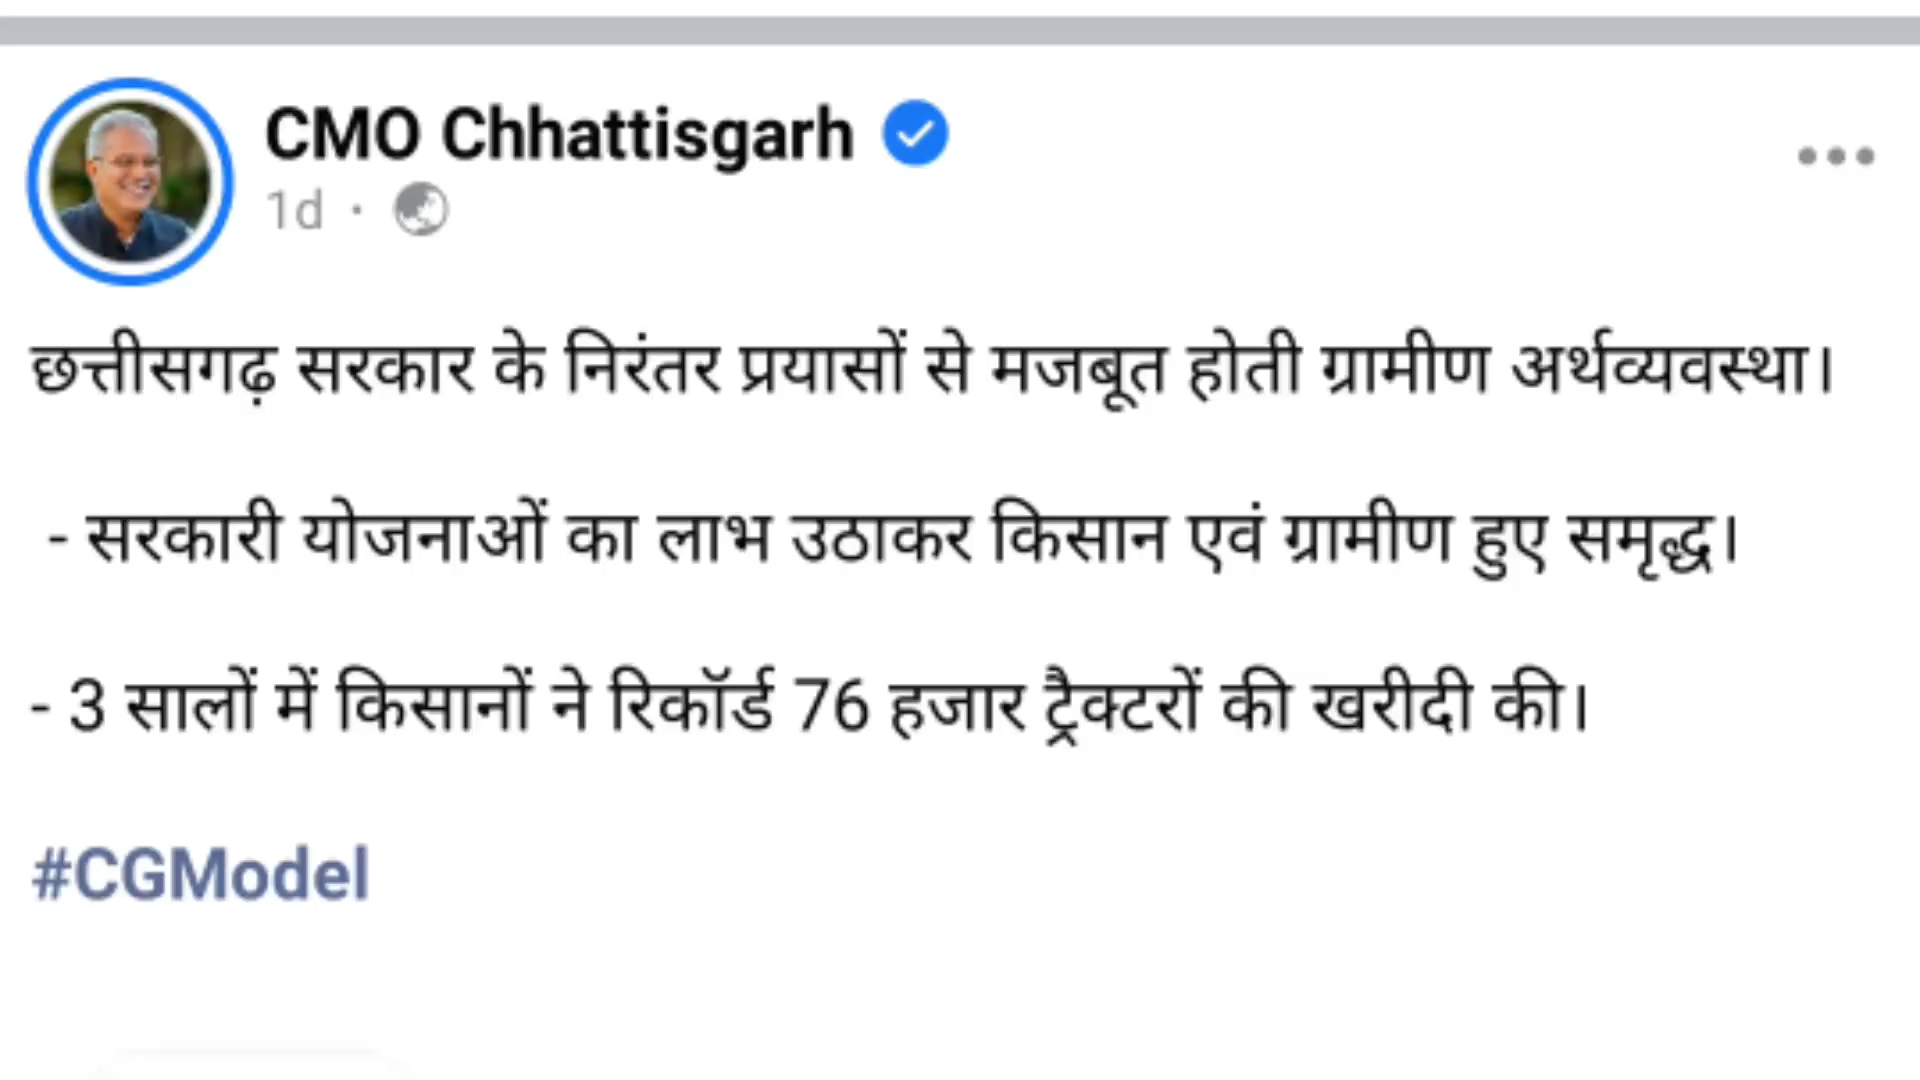 CMO Chhattisgarh
1d ·
छत्तीसगढ़ सरकार के निरंतर प्रयासों से मजबूत होती ग्रामीण अर्थव्यवस्था।
- सरकारी योजनाओं का लाभ उठाकर किसान एवं ग्रामीण हुए समृद्ध।
- 3 सालों में किसानों ने रिकॉर्ड 76 हजार ट्रैक्टरों की खरीदी की।
#CGModel